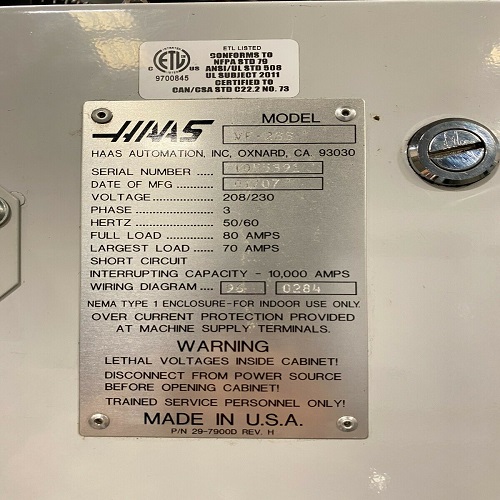 ETL LISTED
CONFORMS TO
NFPA STD 79
ANSI/UL STD 508
UL SUBJECT 2011
CERTIFIED TO
CAN/CSA STD C22.2 NO. 73
ETL
C US
9700845
HAAS
MODEL
VF-2SS
HAAS AUTOMATION, INC, OXNARD, CA. 93030
SERIAL NUMBER .....
DATE OF MFG ..........
VOLTAGE................ 208/230
PHASE .................. 3
HERTZ .................. 50/60
FULL LOAD .......... 80 AMPS
LARGEST LOAD ..... 70 AMPS
SHORT CIRCUIT
INTERRUPTING CAPACITY - 10,000 AMPS
WIRING DIAGRAM .... 0284
NEMA TYPE 1 ENCLOSURE-FOR INDOOR USE ONLY.
OVER CURRENT PROTECTION PROVIDED
AT MACHINE SUPPLY TERMINALS.
WARNING
LETHAL VOLTAGES INSIDE CABINET!
DISCONNECT FROM POWER SOURCE
BEFORE OPENING CABINET!
TRAINED SERVICE PERSONNEL ONLY!
MADE IN U.S.A.
P/N 29-7900D REV. H